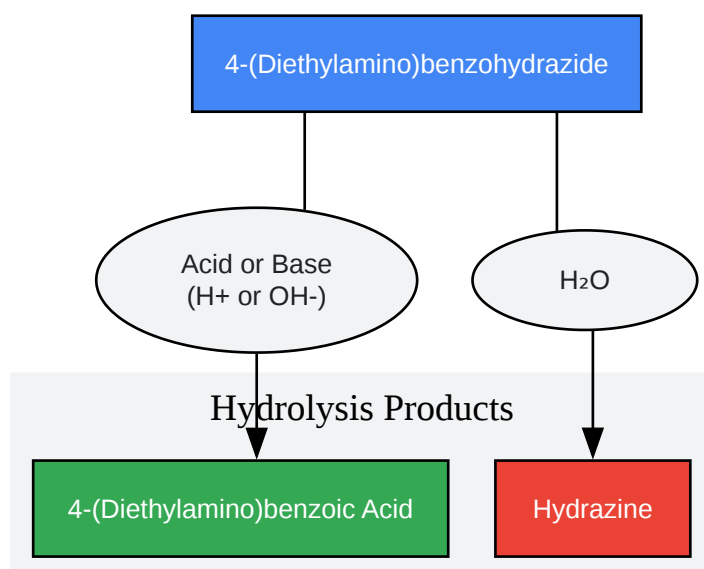 4-(Diethylamino)benzohydrazide
Acid or Base
(H+ or OH-)
H₂O
Hydrolysis Products
4-(Diethylamino)benzoic Acid
Hydrazine